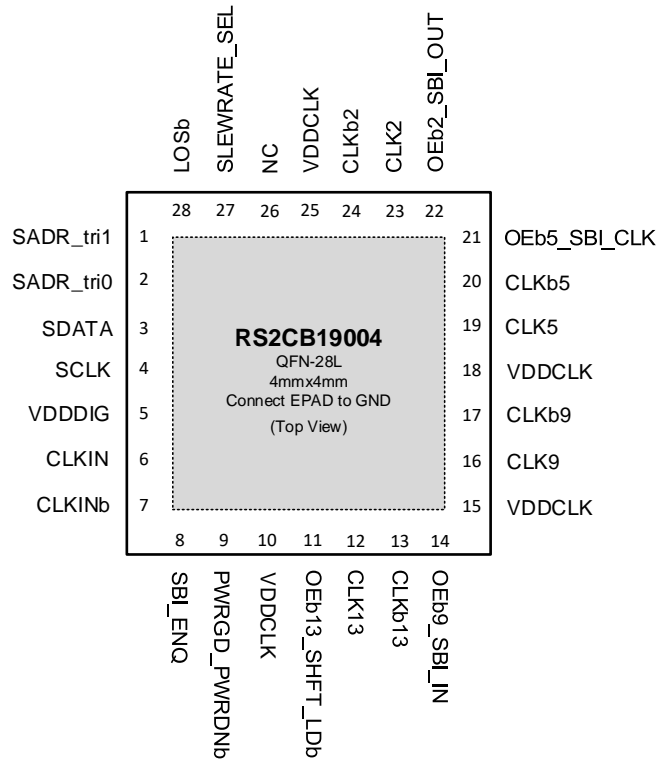 LOSb
SLEWRATE_SEL
NC
VDDCLK
CLKb2
CLK2
OEb2_SBI_OUT
28 27 26 25 24 23 22
SADR_tri1 1
SADR_tri0 2
SDATA 3
SCLK 4
VDDDIG 5
CLKIN 6
CLKINb 7
RS2CB19004
QFN-28L
4mmx4mm
Connect EPAD to GND
(Top View)
21 OEb5_SBI_CLK
20 CLKb5
19 CLK5
18 VDDCLK
17 CLKb9
16 CLK9
15 VDDCLK
8 9 10 11 12 13 14
SBI_ENQ
PWRGD_PWRDNb
VDDCLK
OEb13_SHFT_LDb
CLK13
CLKb13
OEb9_SBI_IN